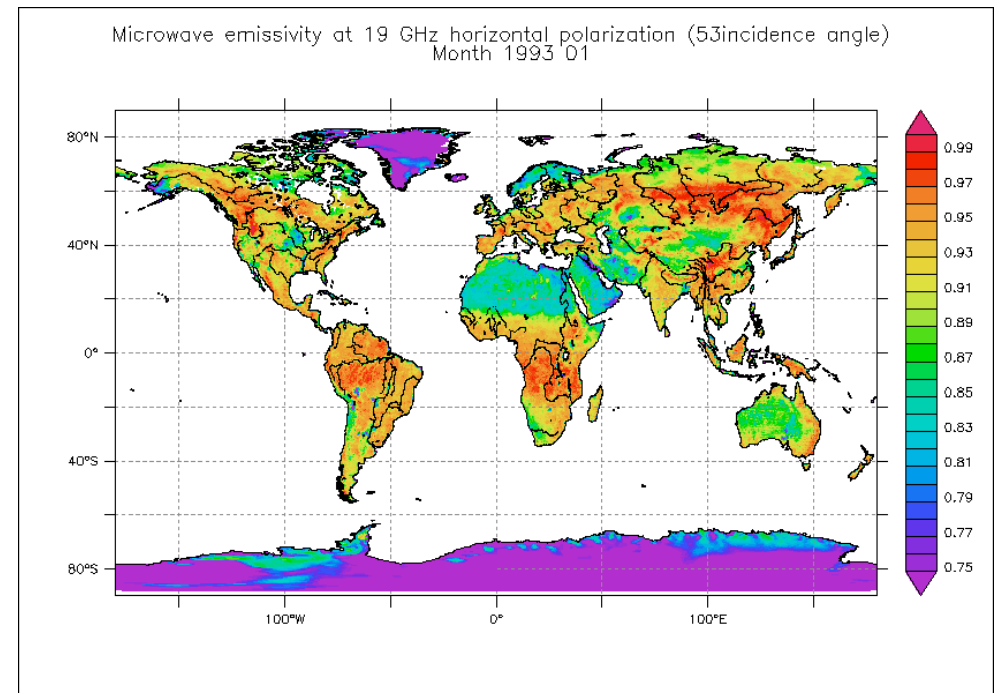 Microwave emissivity at 19 GHz horizontal polarization (53incidence angle)
Month 1993 01
80°N
40°N
0°
40°S
80°S
100°W
0°
100°E
0.99
0.97
0.95
0.93
0.91
0.89
0.87
0.85
0.83
0.81
0.79
0.77
0.75